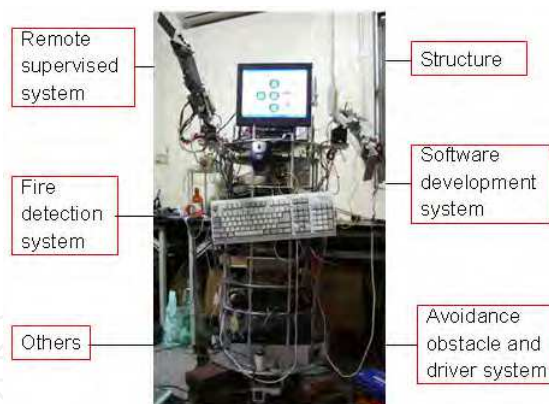 Remote
supervised
system
Fire
detection
system
Others
Structure
Software
development
system
Avoidance
obstacle and
driver system